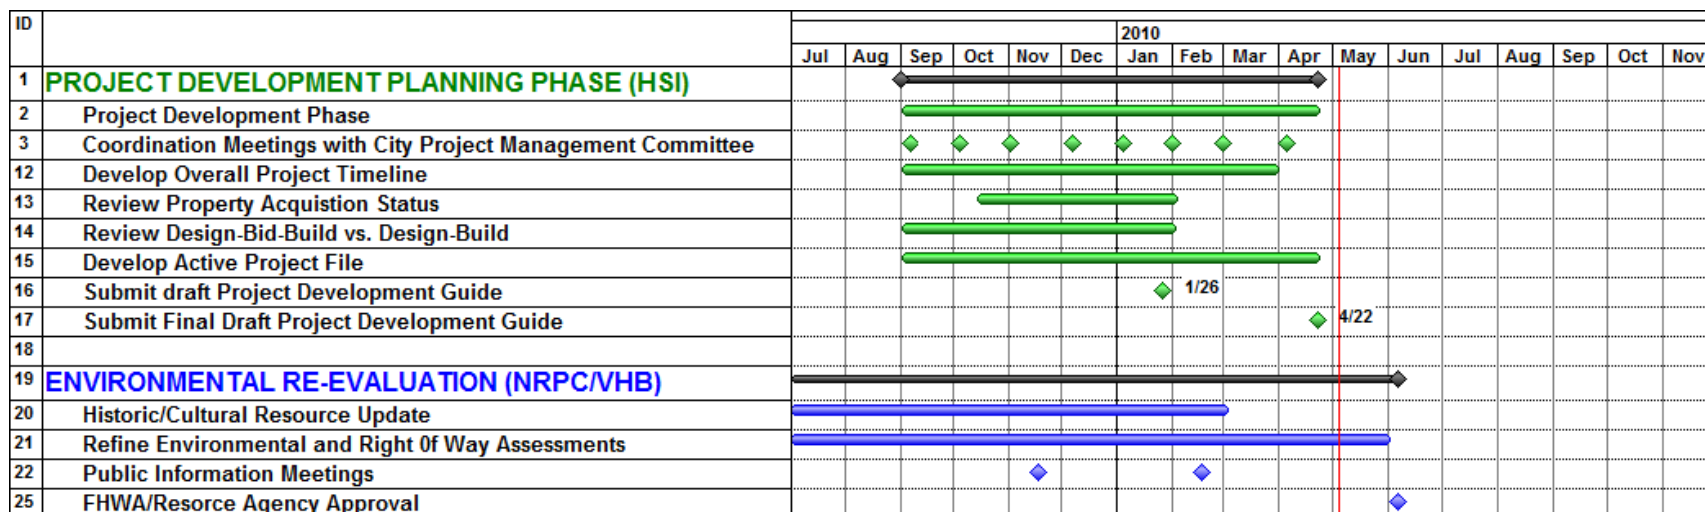 ID
2010
Jul Aug Sep Oct Nov Dec Jan Feb Mar Apr May Jun Jul Aug Sep Oct Nov
1 PROJECT DEVELOPMENT PLANNING PHASE (HSI)
2 Project Development Phase
3 Coordination Meetings with City Project Management Committee
12 Develop Overall Project Timeline
13 Review Property Acquistion Status
14 Review Design-Bid-Build vs. Design-Build
15 Develop Active Project File
16 Submit draft Project Development Guide 1/26
17 Submit Final Draft Project Development Guide 4/22
18
19 ENVIRONMENTAL RE-EVALUATION (NRPC/VHB)
20 Historic/Cultural Resource Update
21 Refine Environmental and Right 0f Way Assessments
22 Public Information Meetings
25 FHWA/Resorce Agency Approval